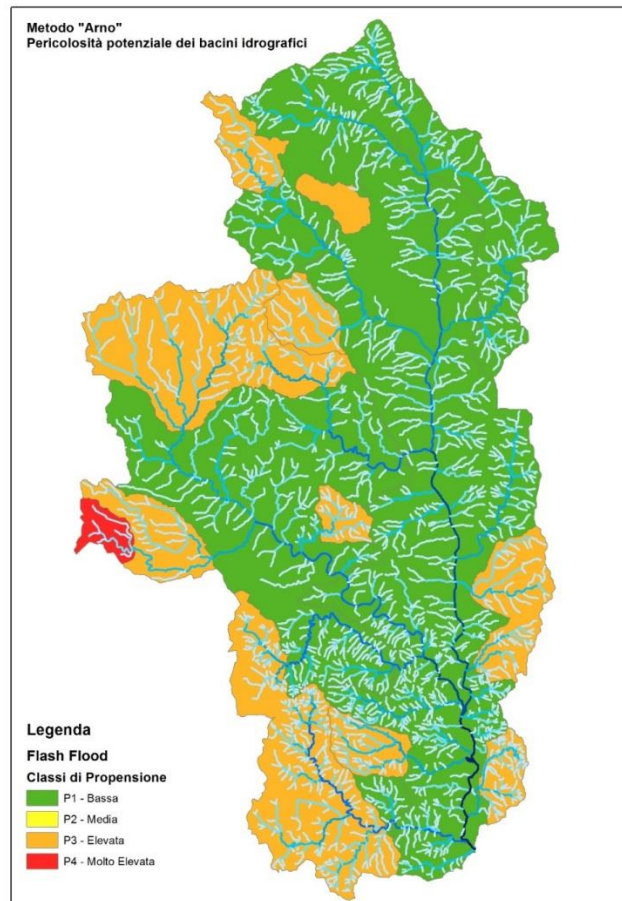 Metodo "Arno"
Pericolosità potenziale dei bacini idrografici
Legenda
Flash Flood
Classi di Propensione
P1 - Bassa
P2 - Media
P3 - Elevata
P4 - Molto Elevata